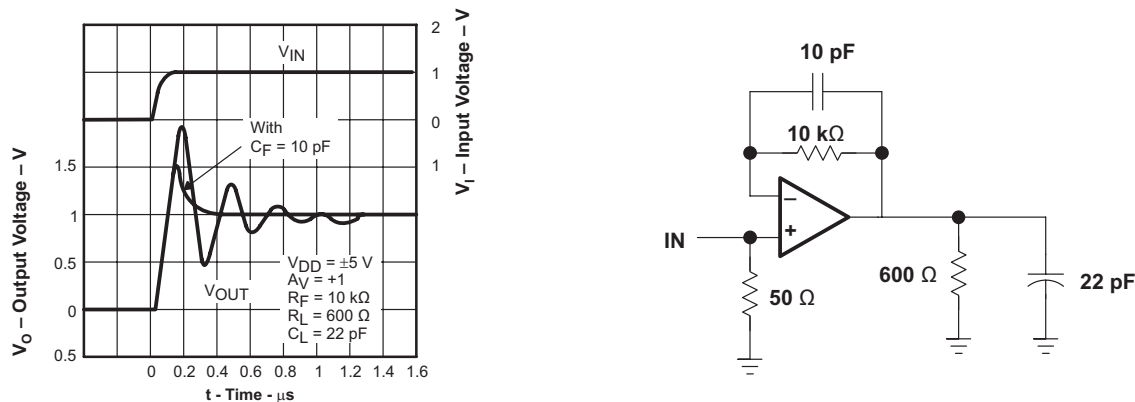 2
1
0
1
V_I – Input Voltage – V
V_IN
With
C_F = 10 pF
1.5
1
0.5
0
0.5
V_O – Output Voltage – V
V_OUT
V_DD = ±5 V
A_V = +1
R_F = 10 kΩ
R_L = 600 Ω
C_L = 22 pF
0 0.2 0.4 0.6 0.8 1 1.2 1.4 1.6
t - Time - μs
10 pF
10 kΩ
–
+
IN
50 Ω
600 Ω
22 pF